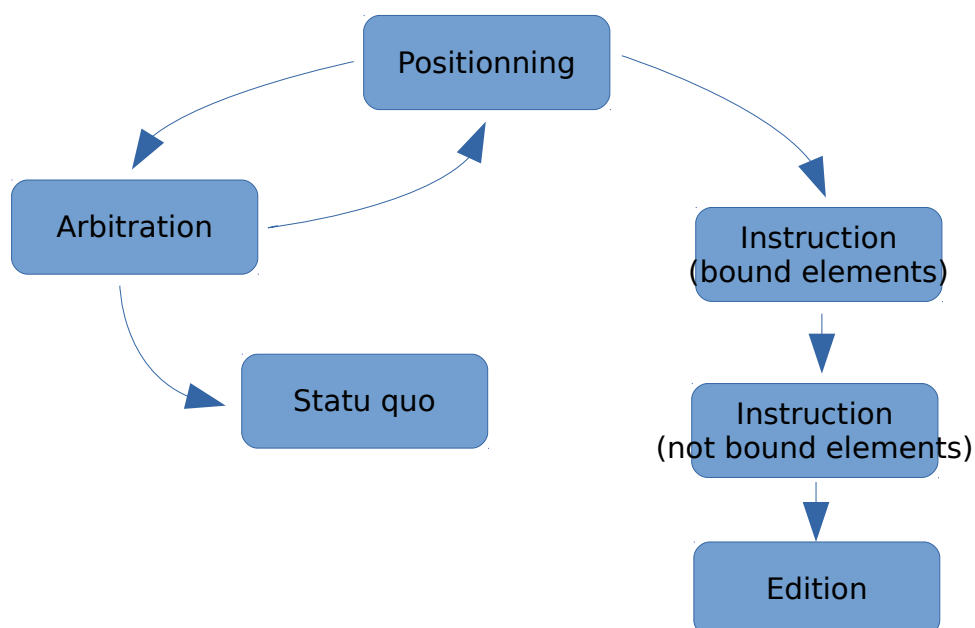 Positionning
Arbitration
Instruction
(bound elements)
Statu quo
Instruction
(not bound elements)
Edition